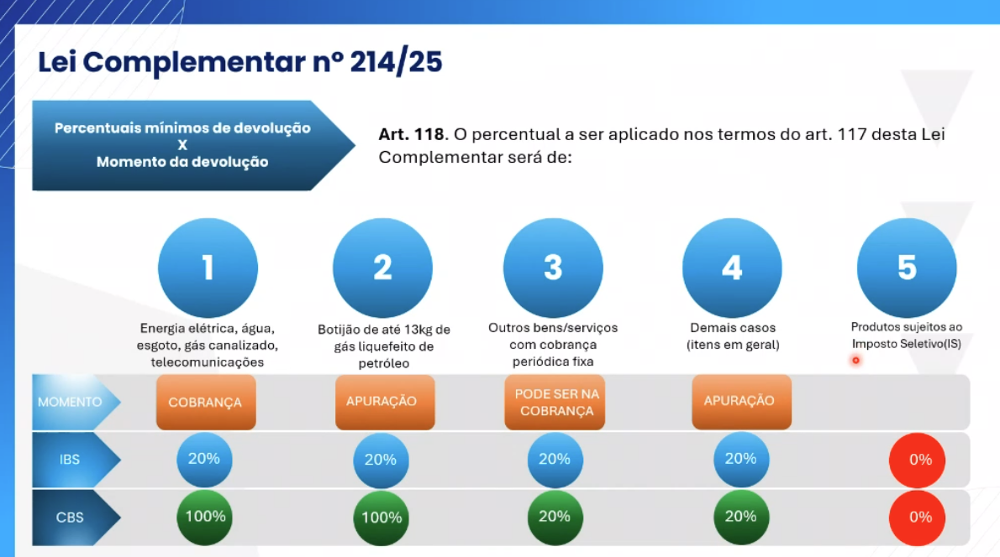 Lei Complementar nº 214/25
Percentuais mínimos de devolução
X
Momento da devolução
Art. 118. O percentual a ser aplicado nos termos do art. 117 desta Lei
Complementar será de:
1
2
3
4
5
Energia elétrica, água,
esgoto, gás canalizado,
telecomunicações
Botijão de até 13kg de
gás liquefeito de
petróleo
Outros bens/serviços
com cobrança
periódica fixa
Demais casos
(itens em geral)
Produtos sujeitos ao
Imposto Seletivo(IS)
MOMENTO
COBRANÇA
APURAÇÃO
PODE SER NA
COBRANÇA
APURAÇÃO
IBS
20%
20%
20%
20%
0%
CBS
100%
100%
20%
20%
0%